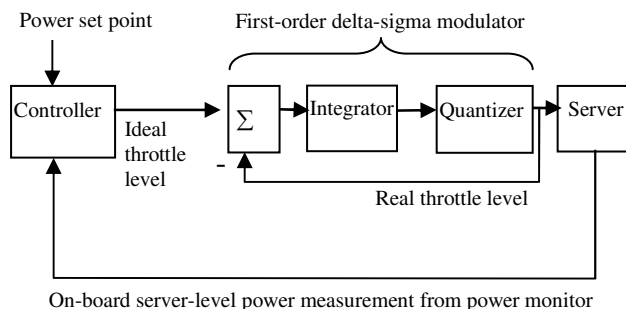 Power set point
First-order delta-sigma modulator
Controller
Ideal
throttle
level
Σ
-
Integrator
Quantizer
Server
Real throttle level
On-board server-level power measurement from power monitor